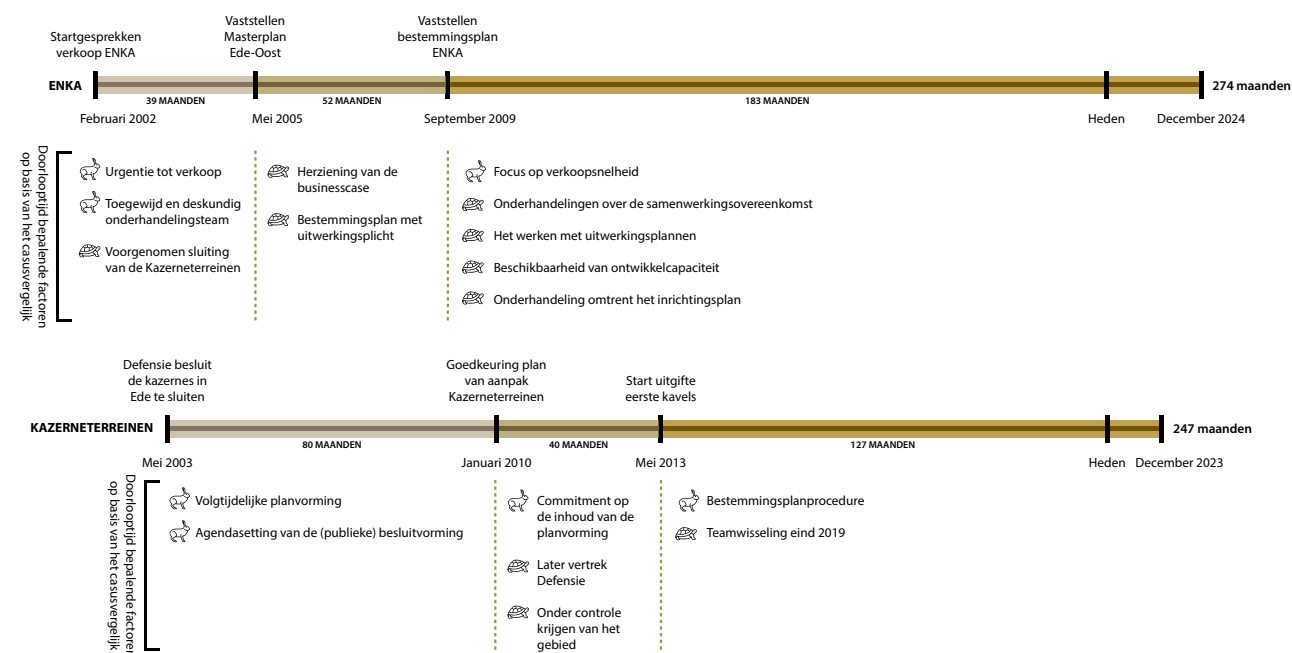 Startgesprekken
verkoop ENKA
Vaststellen
Masterplan
Ede-Oost
Vaststellen
bestemmingsplan
ENKA
ENKA
274 maanden
39 MAANDEN
52 MAANDEN
183 MAANDEN
Februari 2002
Mei 2005
September 2009
Heden
December 2024
Doorlooptijd bepalende factoren
op basis van het casusvergelijk
Urgentie tot verkoop
Toegewijd en deskundig
onderhandelingsteam
Voorgenomen sluiting
van de Kazerneterreinen
Herziening van de
businesscase
Bestemmingsplan met
uitwerkingsplicht
Focus op verkoopsnelheid
Onderhandelingen over de samenwerkingsovereenkomst
Het werken met uitwerkingsplannen
Beschikbaarheid van ontwikkelcapaciteit
Onderhandeling omtrent het inrichtingsplan
Defensie besluit
de kazernes in
Ede te sluiten
Goedkeuring plan
van aanpak
Kazerneterreinen
Start uitgifte
eerste kavels
KAZERNETERREINEN
247 maanden
80 MAANDEN
40 MAANDEN
127 MAANDEN
Mei 2003
Januari 2010
Mei 2013
Heden
December 2023
Doorlooptijd bepalende factoren
op basis van het casusvergelijk
Volgtijdelijke planvorming
Agendasetting van de (publieke) besluitvorming
Commitment op
de inhoud van de
planvorming
Later vertrek
Defensie
Onder controle
krijgen van het
gebied
Bestemmingsplanprocedure
Teamwisseling eind 2019